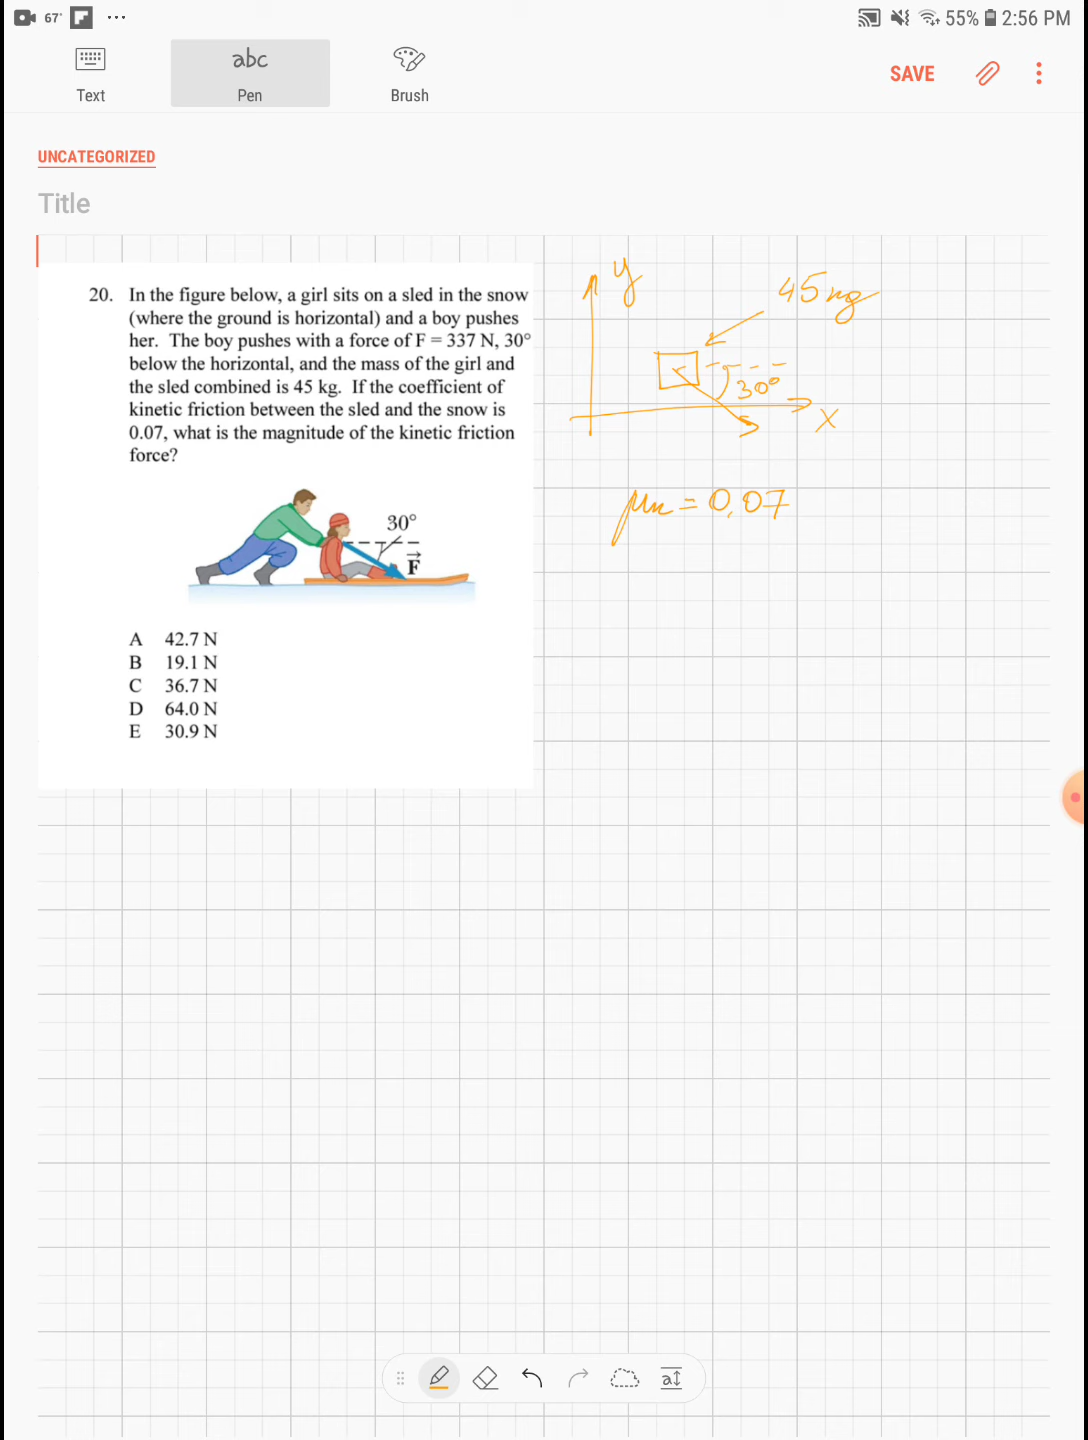 67°
55%
2:56 PM
Text
abc
Pen
Brush
SAVE
UNCATEGORIZED
Title
20. In the figure below, a girl sits on a sled in the snow
(where the ground is horizontal) and a boy pushes
her. The boy pushes with a force of F = 337 N, 30°
below the horizontal, and the mass of the girl and
the sled combined is 45 kg. If the coefficient of
kinetic friction between the sled and the snow is
0.07, what is the magnitude of the kinetic friction
force?
30°
F
A 42.7 N
B 19.1 N
C 36.7 N
D 64.0 N
E 30.9 N
y
45 kg
30°
x
μk = 0,07
aI